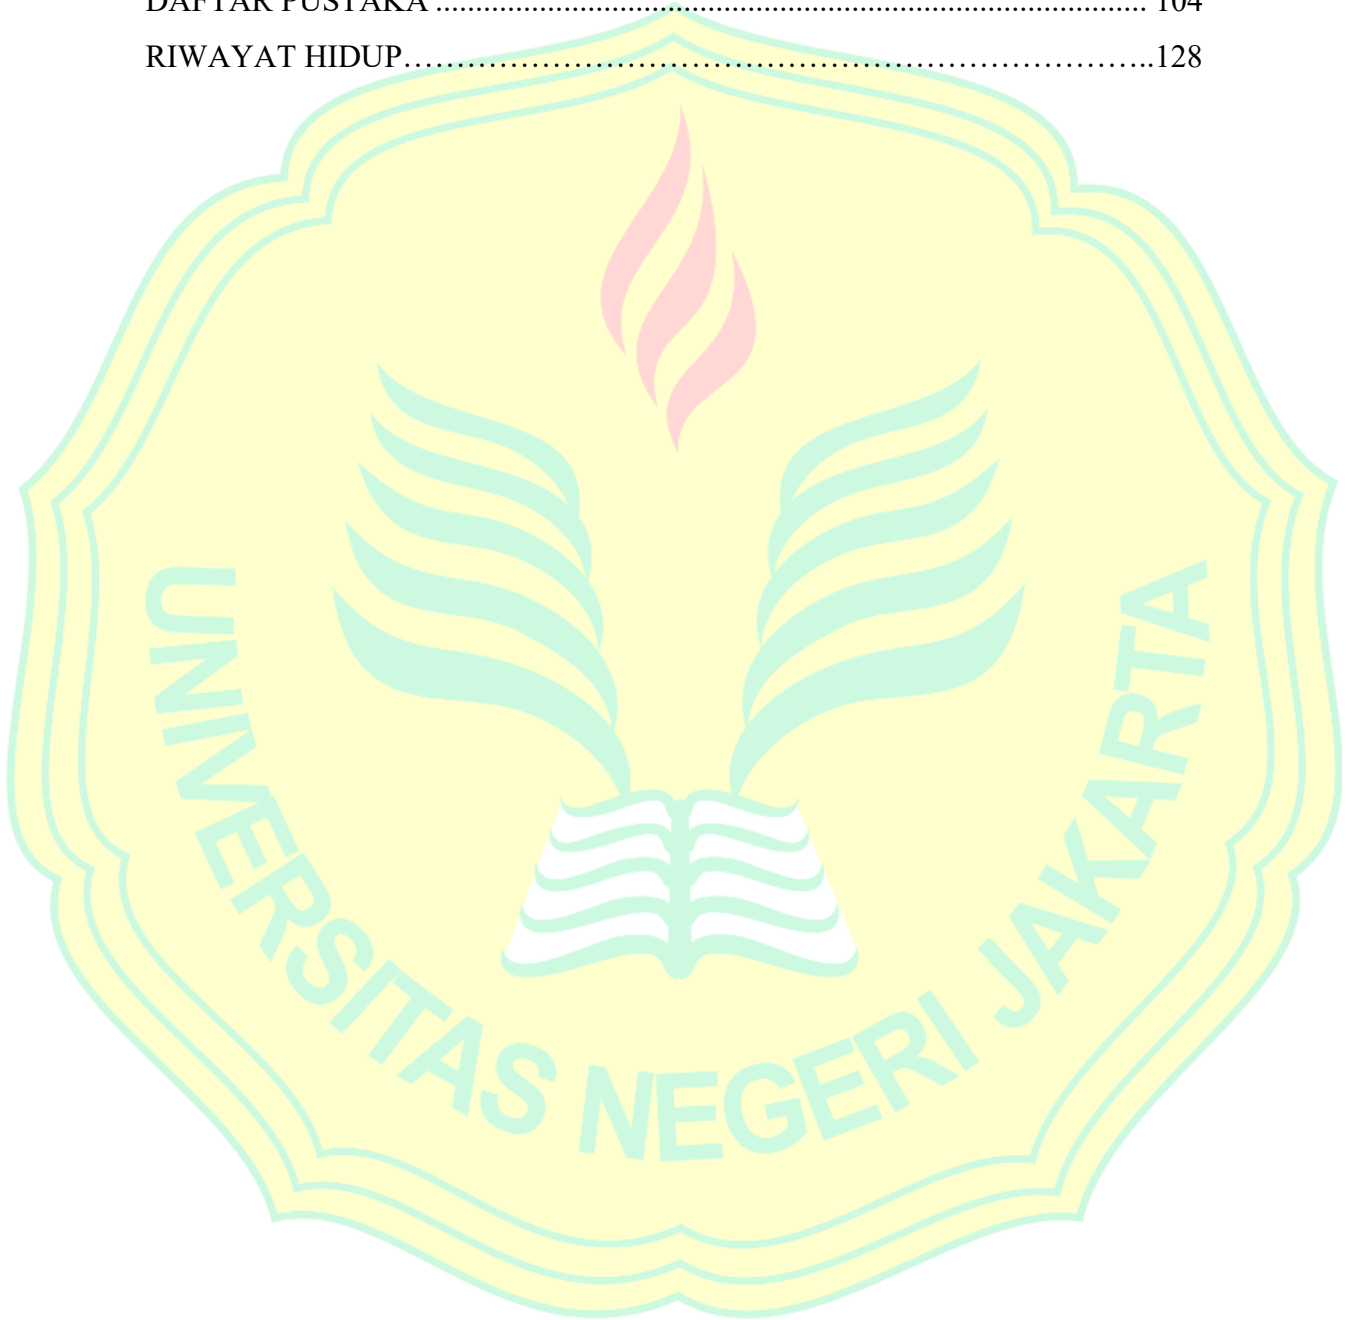 DAFTAR PUSTAKA ........................................................................................... 104
RIWAYAT HIDUP……………………………………………………………………..128
UNIVERSITAS NEGERI JAKARTA